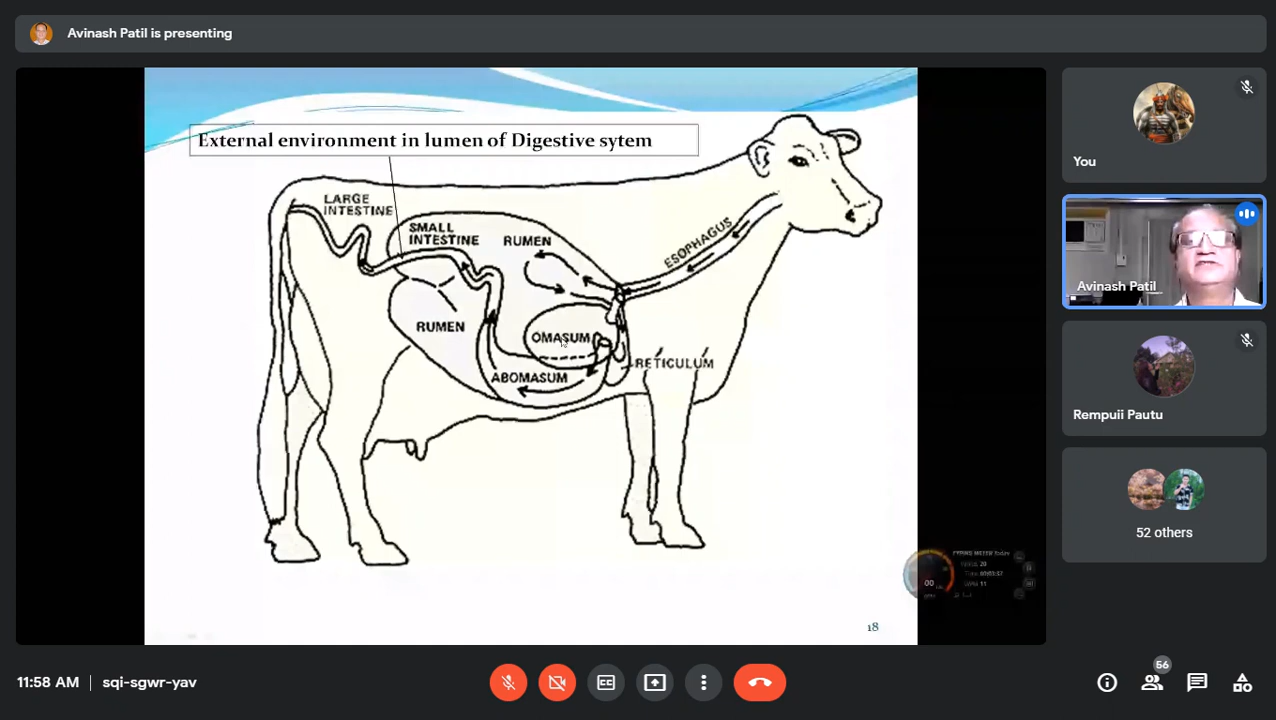 Avinash Patil is presenting
External environment in lumen of Digestive sytem
LARGE
INTESTINE
SMALL
INTESTINE
RUMEN
ESOPHAGUS
RUMEN
OMASUM
ABOMASUM
RETICULUM
18
You
Avinash Patil
Rempuii Pautu
52 others
11:58 AM | sqi-sgwr-yav
CC
56